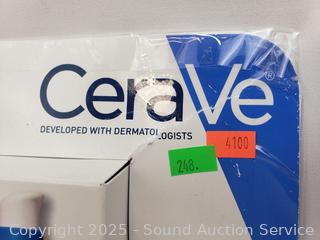 CeraVe®
DEVELOPED WITH DERMATOLOGISTS
4100
248.
Copyright © 2025 - Sound Auction Service